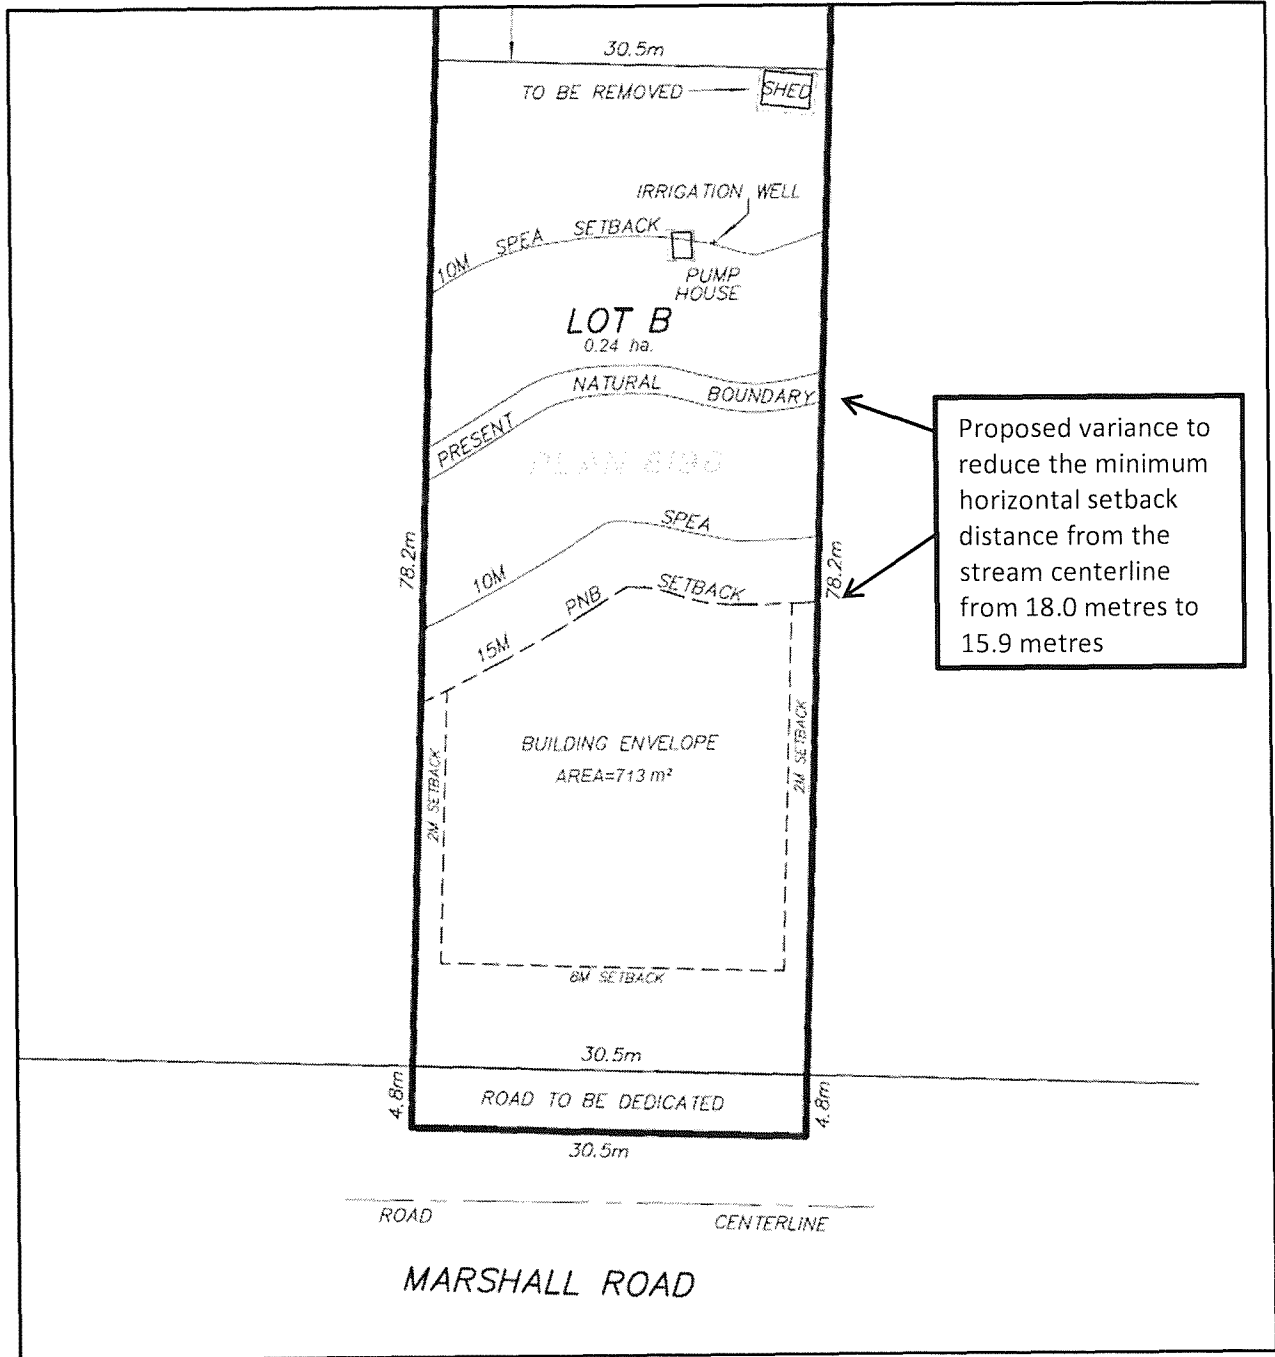 30.5m
TO BE REMOVED
SHED
IRRIGATION WELL
10M SPEA SETBACK
PUMP
HOUSE
LOT B
0.24 ha.
PRESENT NATURAL BOUNDARY
Proposed variance to
reduce the minimum
horizontal setback
distance from the
stream centerline
from 18.0 metres to
15.9 metres
78.2m
78.2m
10M SPEA
15M PNB SETBACK
BUILDING ENVELOPE
AREA=713 m²
2M SETBACK
2M SETBACK
6M SETBACK
30.5m
4.8m
ROAD TO BE DEDICATED
4.8m
30.5m
ROAD CENTERLINE
MARSHALL ROAD